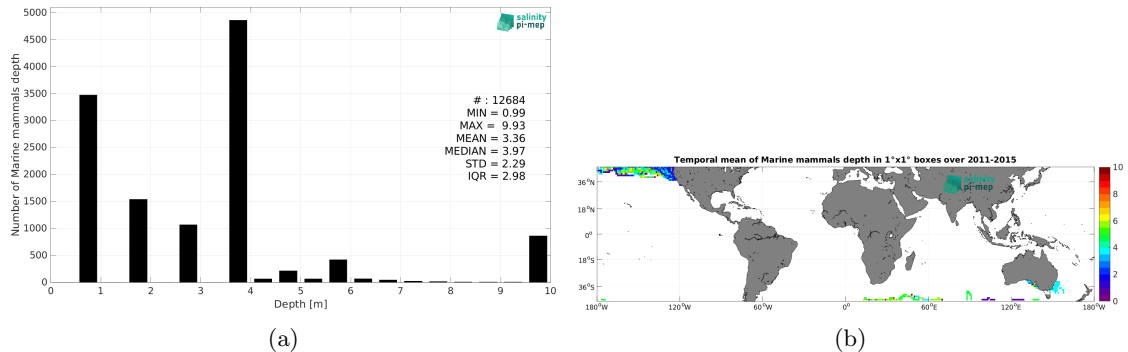 5000
4500
4000
3500
3000
2500
2000
1500
1000
500
0
Number of Marine mammals depth
0 1 2 3 4 5 6 7 8 9 10
Depth [m]
salinity
pi-mep
# : 12684
MIN = 0.99
MAX = 9.93
MEAN = 3.36
MEDIAN = 3.97
STD = 2.29
IQR = 2.98
(a)
Temporal mean of Marine mammals depth in 1°x1° boxes over 2011-2015
salinity
pi-mep
36°N
18°N
0°
18°S
36°S
180°W 120°W 60°W 0° 60°E 120°E 180°E
10
8
6
4
2
0
(b)